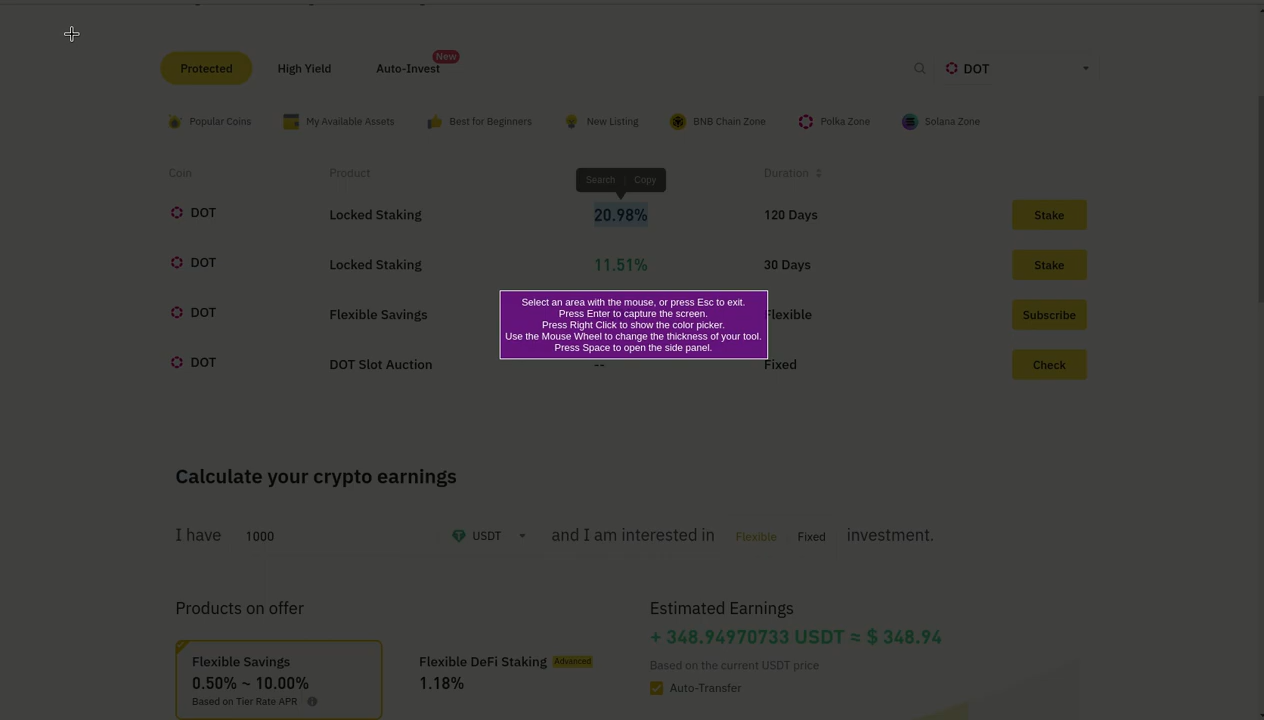 New
Protected
High Yield
Auto-Invest
DOT
Popular Coins
My Available Assets
Best for Beginners
New Listing
BNB Chain Zone
Polka Zone
Solana Zone
Coin
Product
Search
Copy
Duration
DOT
Locked Staking
20.98%
120 Days
Stake
DOT
Locked Staking
11.51%
30 Days
Stake
Select an area with the mouse, or press Esc to exit.
Press Enter to capture the screen.
Press Right Click to show the color picker.
Use the Mouse Wheel to change the thickness of your tool.
Press Space to open the side panel.
DOT
Flexible Savings
Flexible
Subscribe
DOT
DOT Slot Auction
--
Fixed
Check
Calculate your crypto earnings
I have 1000 USDT and I am interested in Flexible Fixed investment.
Products on offer
Estimated Earnings
+ 348.94970733 USDT ≈ $ 348.94
Flexible Savings
0.50% ~ 10.00%
Based on Tier Rate APR
Flexible DeFi Staking
Advanced
1.18%
Based on the current USDT price
Auto-Transfer